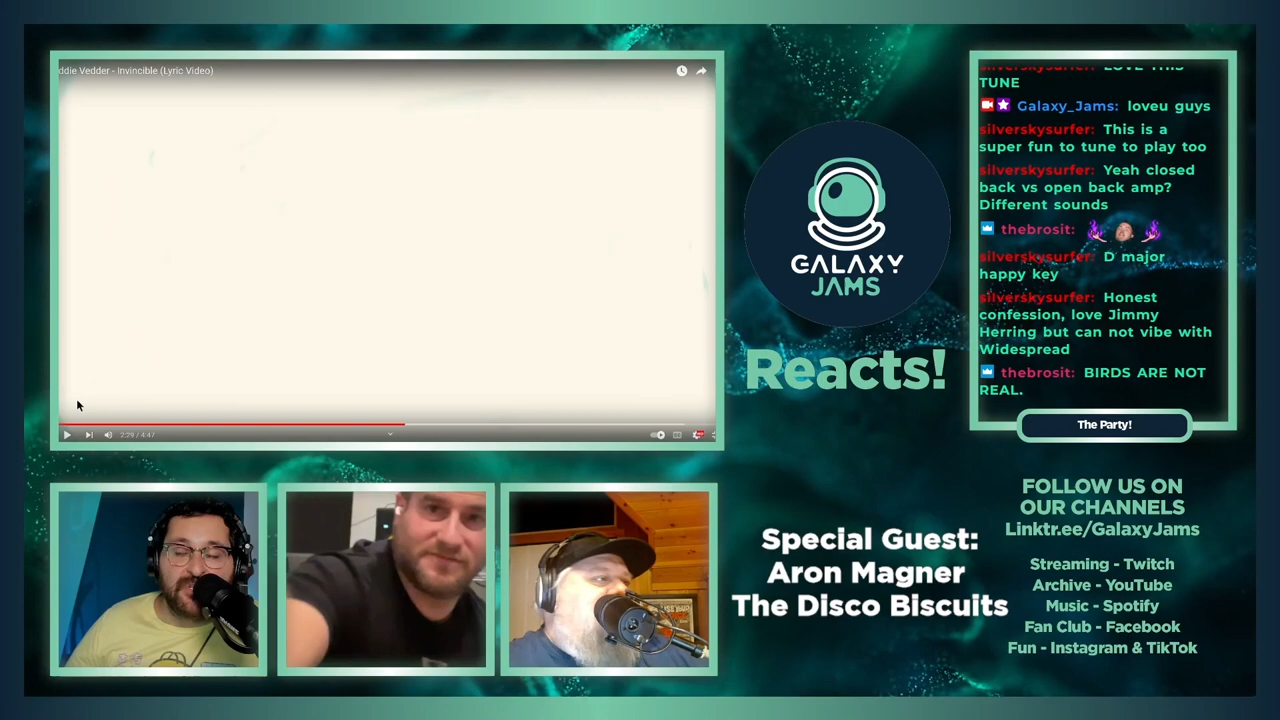 ddie Vedder - Invincible (Lyric Video)
2:29 / 4:47
GALAXY
JAMS
Reacts!
silverskysurfer: LOVE THIS
TUNE
Galaxy_Jams: loveu guys
silverskysurfer: This is a
super fun to tune to play too
silverskysurfer: Yeah closed
back vs open back amp?
Different sounds
thebrosit:
silverskysurfer: D major
happy key
silverskysurfer: Honest
confession, love Jimmy
Herring but can not vibe with
Widespread
thebrosit: BIRDS ARE NOT
REAL.
The Party!
Special Guest:
Aron Magner
The Disco Biscuits
FOLLOW US ON
OUR CHANNELS
Linktr.ee/GalaxyJams
Streaming - Twitch
Archive - YouTube
Music - Spotify
Fan Club - Facebook
Fun - Instagram & TikTok